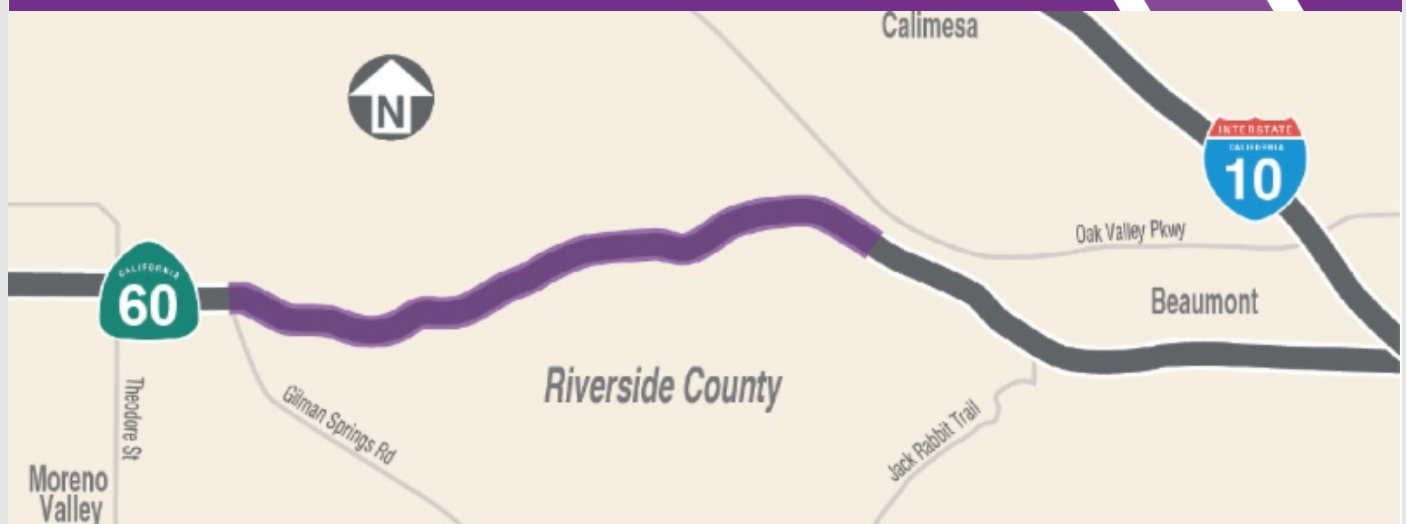 Calimesa
N
INTERSTATE
CALIFORNIA
10
Oak Valley Pkwy
CALIFORNIA
60
Beaumont
Riverside County
Theodore St
Gilman Springs Rd
Jack Rabbit Trail
Moreno
Valley